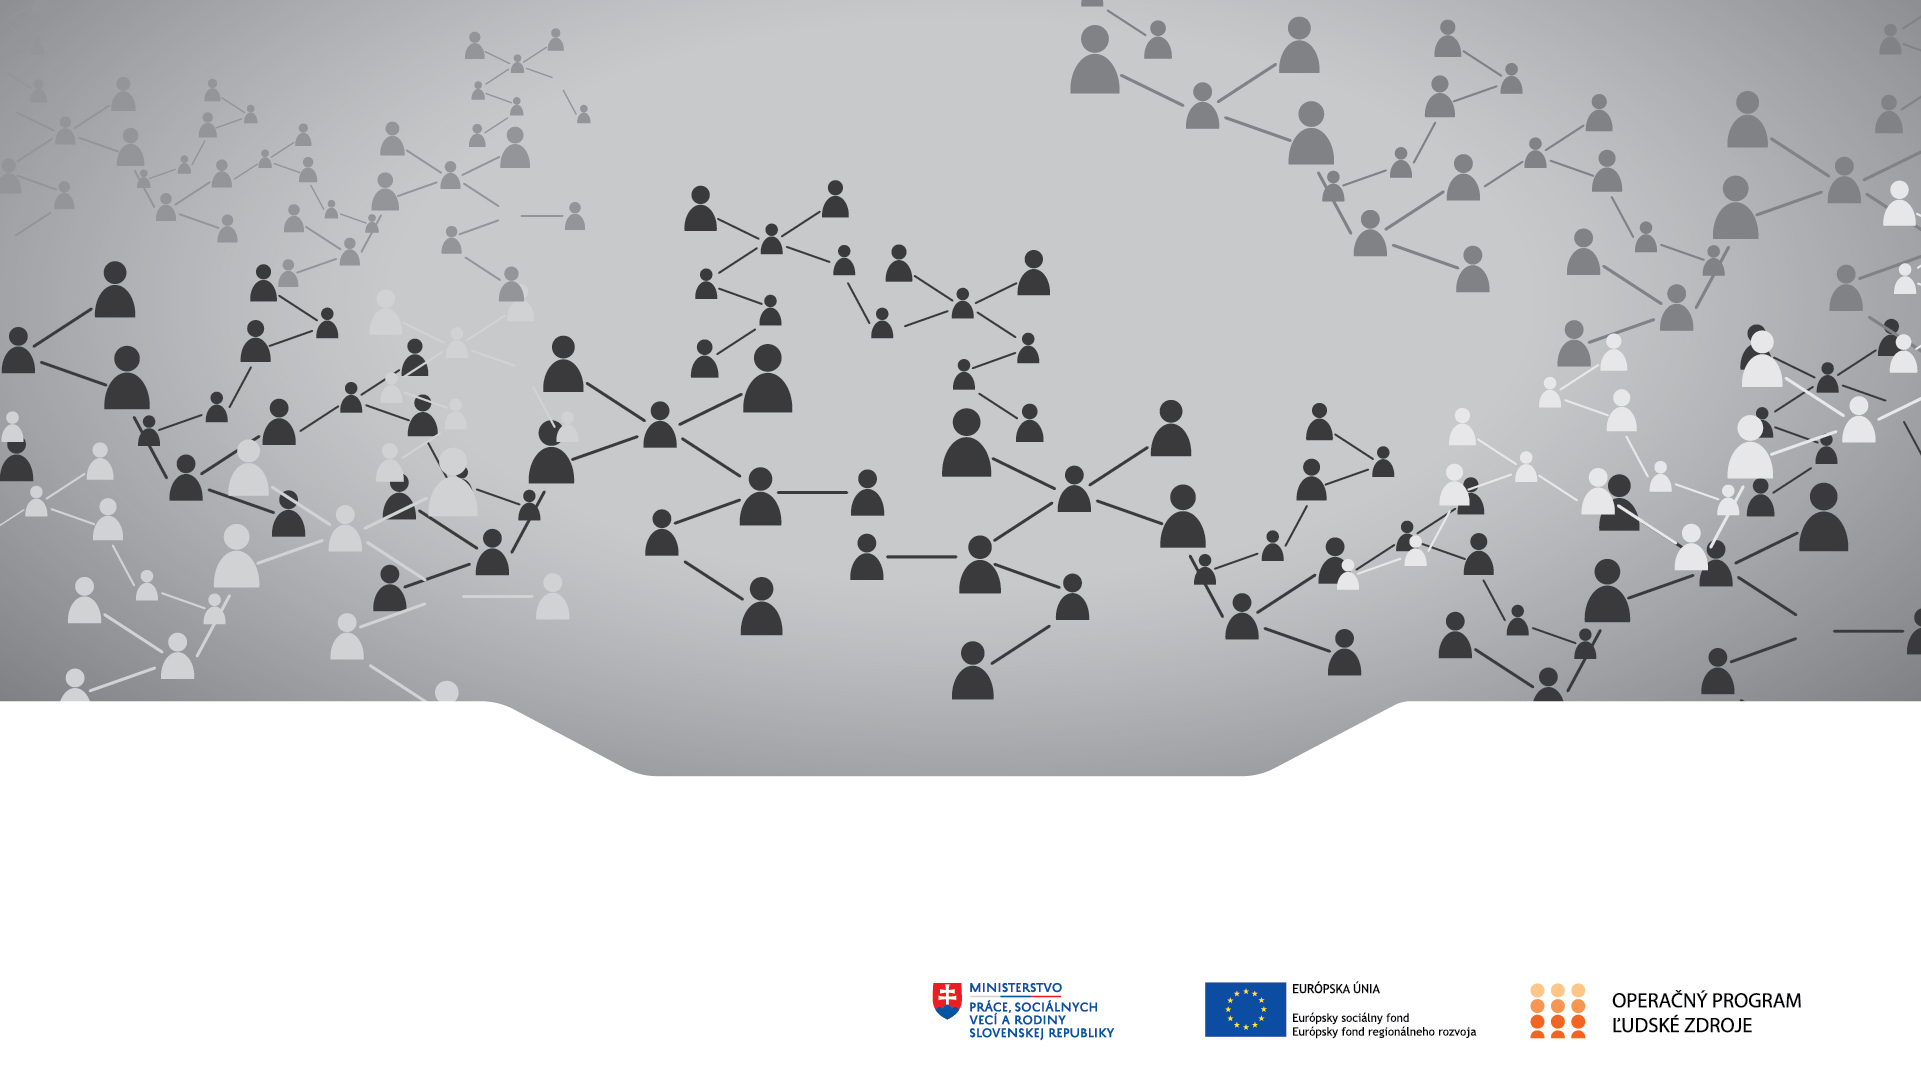 MINISTERSTVO
PRÁCE, SOCIÁLNYCH
VECÍ A RODINY
SLOVENSKEJ REPUBLIKY
EURÓPSKA ÚNIA
Európsky sociálny fond
Európsky fond regionálneho rozvoja
OPERAČNÝ PROGRAM
ĽUDSKÉ ZDROJE